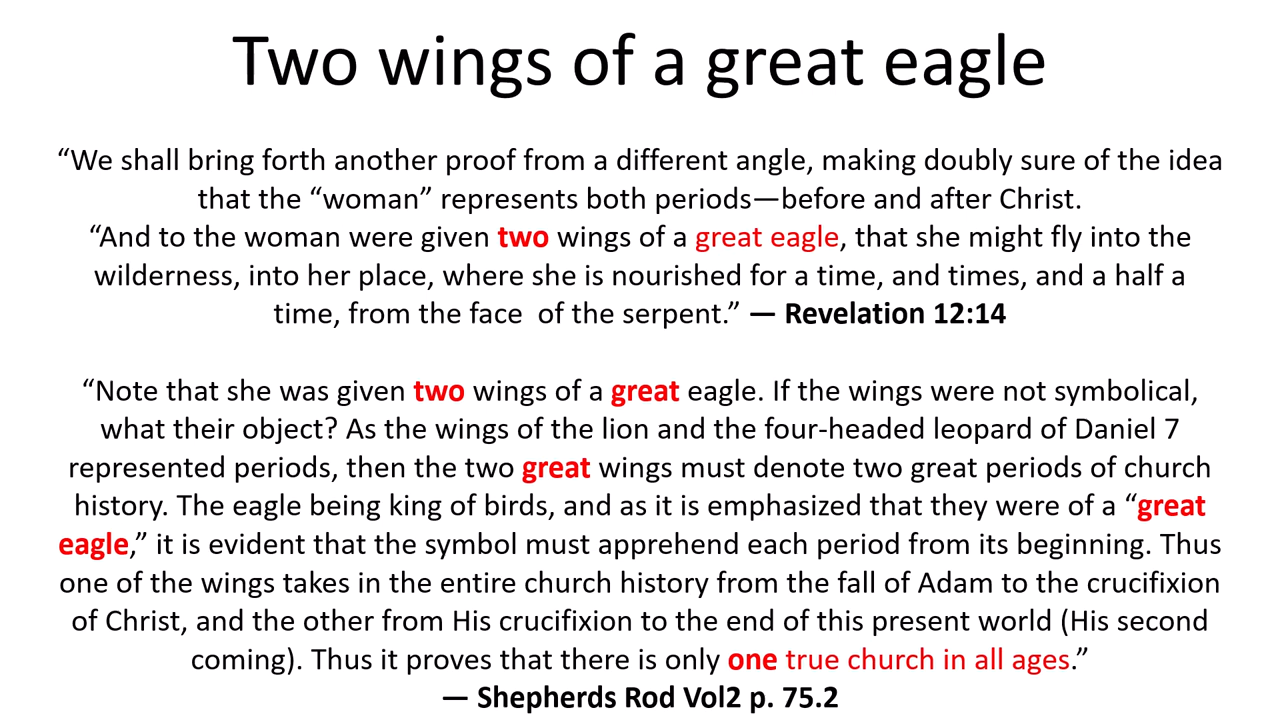 Two wings of a great eagle
“We shall bring forth another proof from a different angle, making doubly sure of the idea
that the “woman” represents both periods—before and after Christ.
“And to the woman were given two wings of a great eagle, that she might fly into the
wilderness, into her place, where she is nourished for a time, and times, and a half a
time, from the face  of the serpent.” — Revelation 12:14
“Note that she was given two wings of a great eagle. If the wings were not symbolical,
what their object? As the wings of the lion and the four-headed leopard of Daniel 7
represented periods, then the two great wings must denote two great periods of church
history. The eagle being king of birds, and as it is emphasized that they were of a “great
eagle,” it is evident that the symbol must apprehend each period from its beginning. Thus
one of the wings takes in the entire church history from the fall of Adam to the crucifixion
of Christ, and the other from His crucifixion to the end of this present world (His second
coming). Thus it proves that there is only one true church in all ages.”
— Shepherds Rod Vol2 p. 75.2